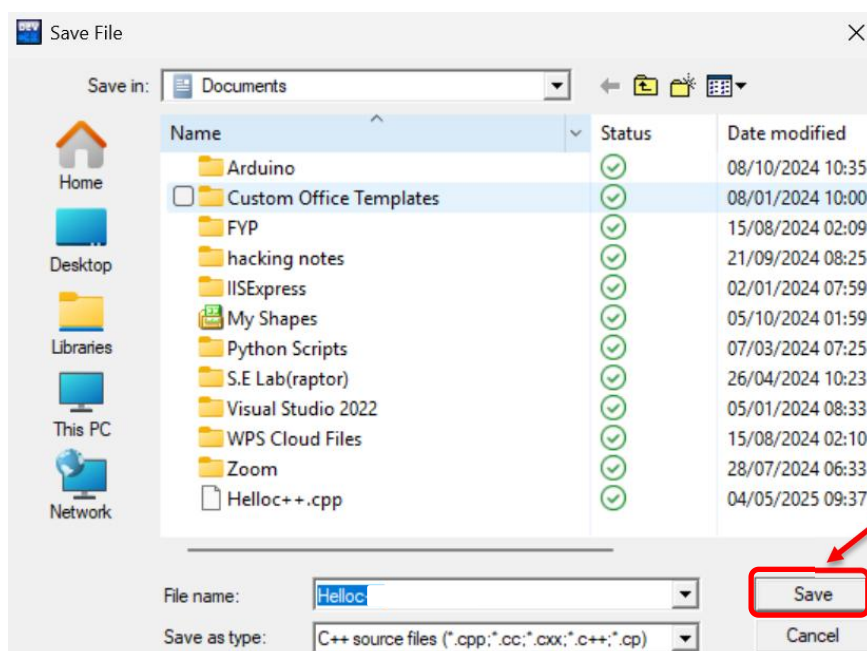 DEV Save File
Save in: Documents
Name Status Date modified
Arduino 08/10/2024 10:35
Custom Office Templates 08/01/2024 10:00
FYP 15/08/2024 02:09
hacking notes 21/09/2024 08:25
IISExpress 02/01/2024 07:59
My Shapes 05/10/2024 01:59
Python Scripts 07/03/2024 07:25
S.E Lab(raptor) 26/04/2024 10:23
Visual Studio 2022 05/01/2024 08:33
WPS Cloud Files 15/08/2024 02:10
Zoom 28/07/2024 06:33
Helloc++.cpp 04/05/2025 09:37
Home
Desktop
Libraries
This PC
Network
File name: Helloc Save
Save as type: C++ source files (*.cpp;*.cc;*.cxx;*.c++;*.cp) Cancel